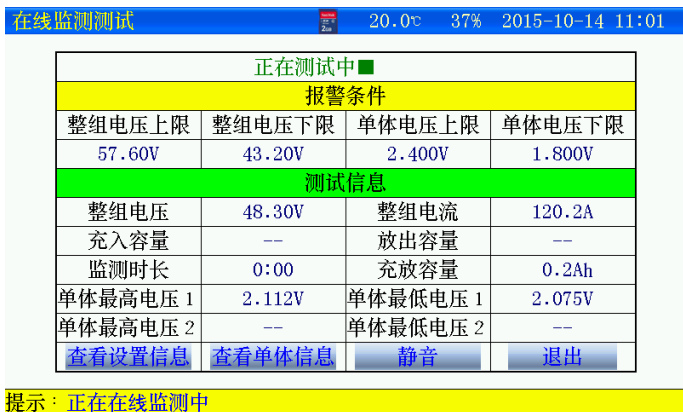 在线监测测试 2GB 20.0℃ 37% 2015-10-14 11:01
正在测试中■
报警条件
整组电压上限 整组电压下限 单体电压上限 单体电压下限
57.60V 43.20V 2.400V 1.800V
测试信息
整组电压 48.30V 整组电流 120.2A
充入容量 -- 放出容量 --
监测时长 0:00 充放容量 0.2Ah
单体最高电压1 2.112V 单体最低电压1 2.075V
单体最高电压2 -- 单体最低电压2 --
查看设置信息 查看单体信息 静音 退出
提示：正在在线监测中